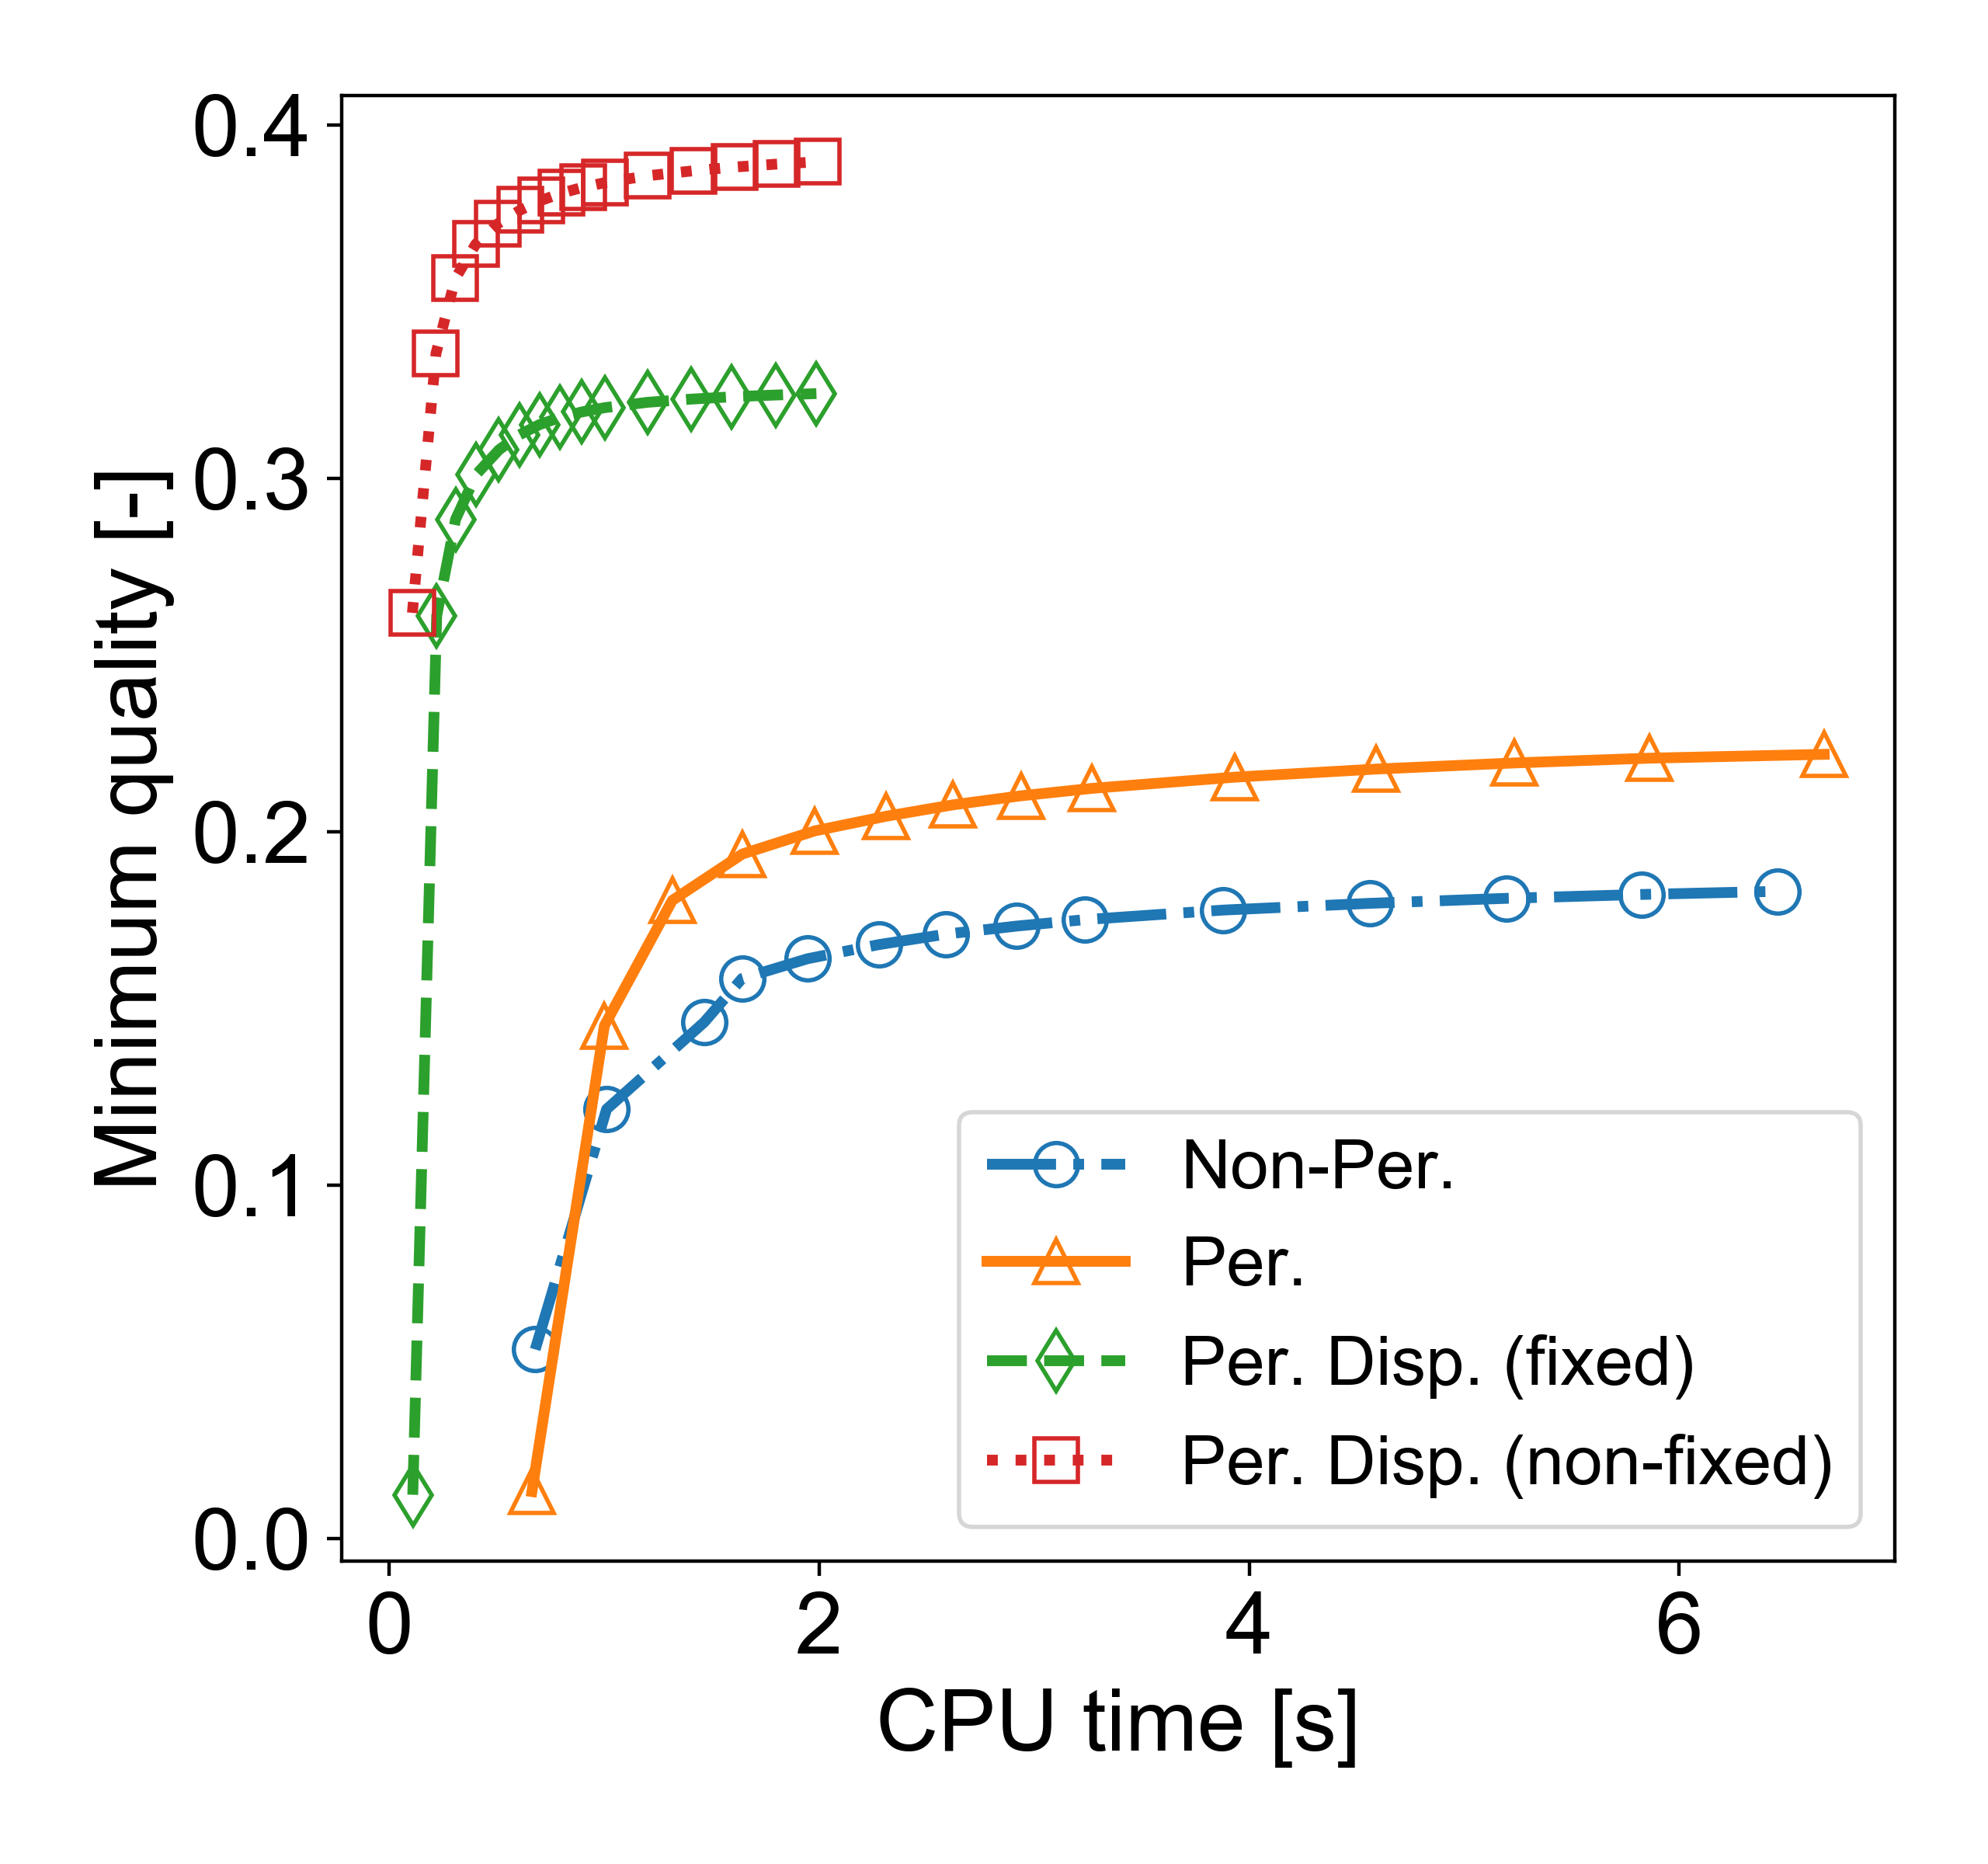 0.4
0.3
0.2
0.1
0.0
Minimum quality [-]
0 2 4 6
CPU time [s]
Non-Per.
Per.
Per. Disp. (fixed)
Per. Disp. (non-fixed)